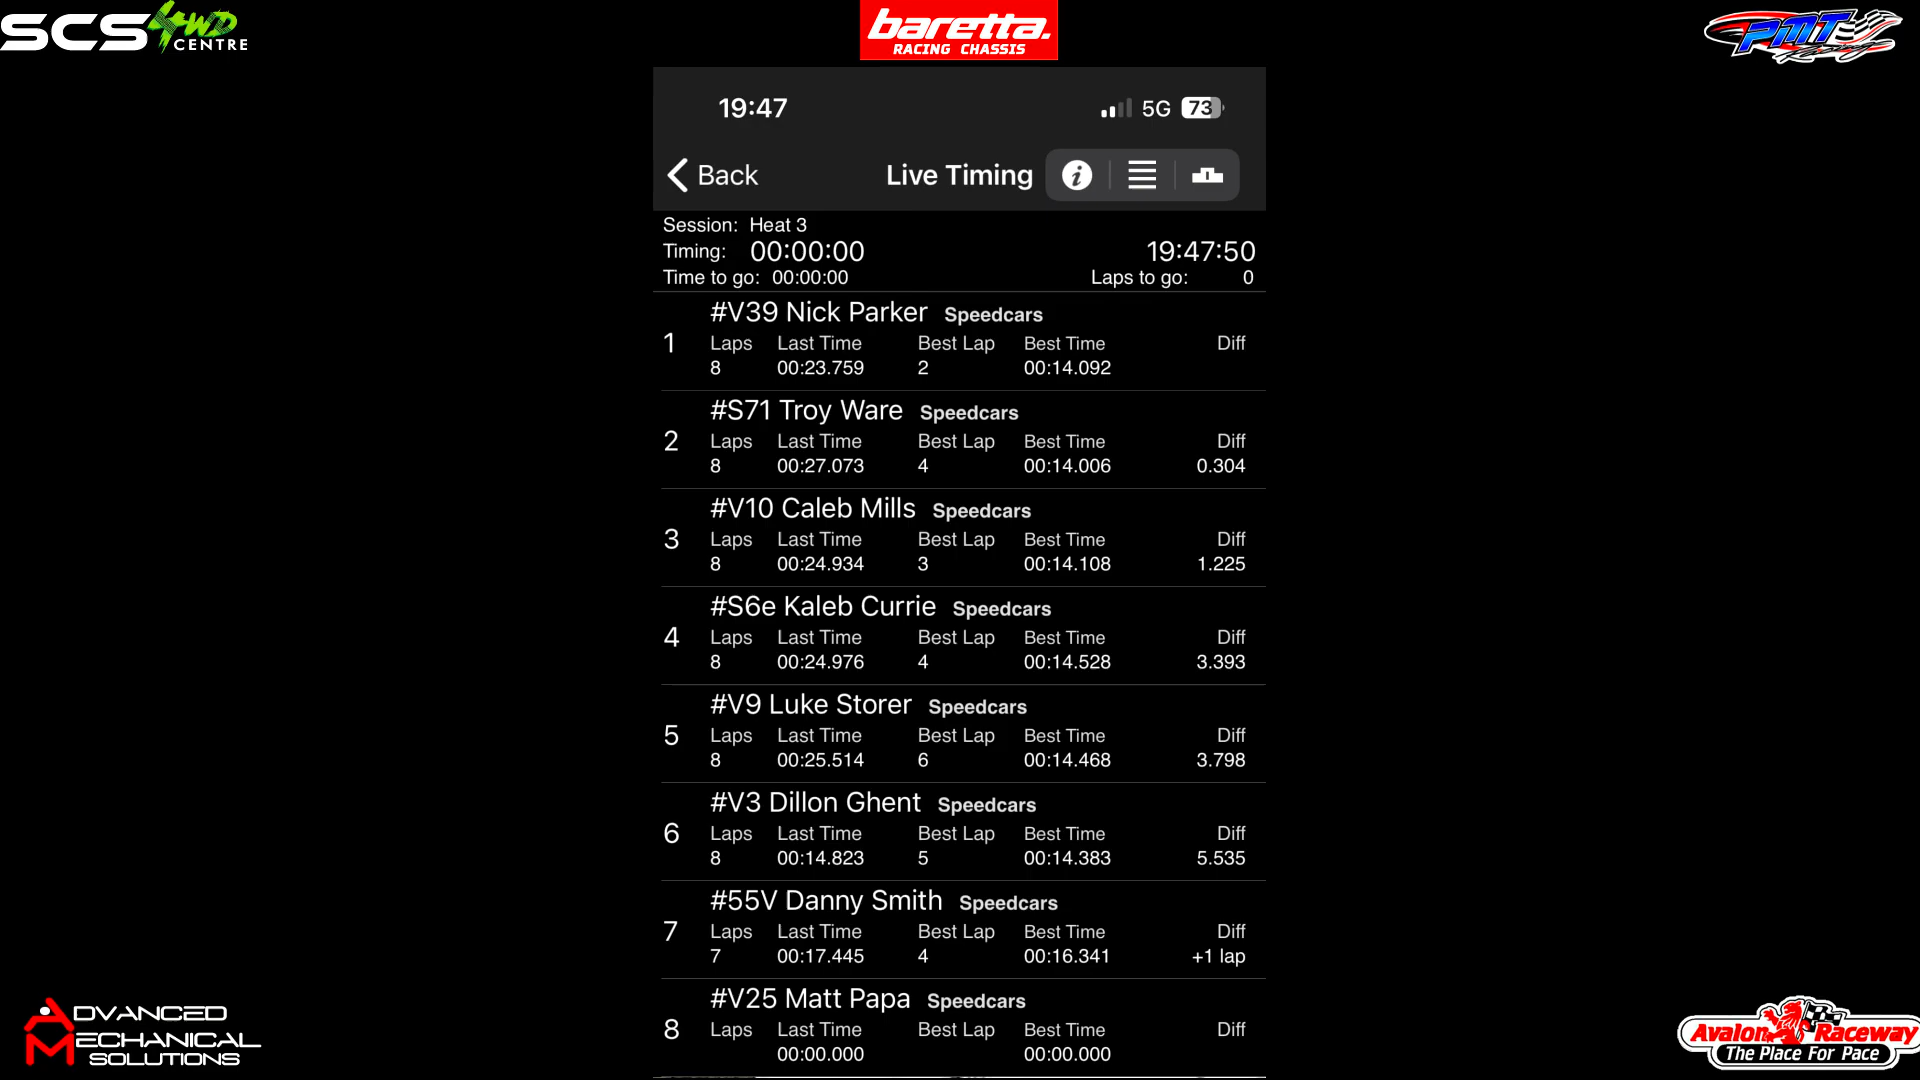 SCS 4WD CENTRE
baretta.
RACING CHASSIS
PMT Racing
19:47 5G 73
Back Live Timing
Session: Heat 3
Timing: 00:00:00 19:47:50
Time to go: 00:00:00 Laps to go: 0
#V39 Nick Parker Speedcars
1 Laps Last Time Best Lap Best Time Diff
8 00:23.759 2 00:14.092
#S71 Troy Ware Speedcars
2 Laps Last Time Best Lap Best Time Diff
8 00:27.073 4 00:14.006 0.304
#V10 Caleb Mills Speedcars
3 Laps Last Time Best Lap Best Time Diff
8 00:24.934 3 00:14.108 1.225
#S6e Kaleb Currie Speedcars
4 Laps Last Time Best Lap Best Time Diff
8 00:24.976 4 00:14.528 3.393
#V9 Luke Storer Speedcars
5 Laps Last Time Best Lap Best Time Diff
8 00:25.514 6 00:14.468 3.798
#V3 Dillon Ghent Speedcars
6 Laps Last Time Best Lap Best Time Diff
8 00:14.823 5 00:14.383 5.535
#55V Danny Smith Speedcars
7 Laps Last Time Best Lap Best Time Diff
7 00:17.445 4 00:16.341 +1 lap
#V25 Matt Papa Speedcars
8 Laps Last Time Best Lap Best Time Diff
00:00.000 00:00.000
ADVANCED
MECHANICAL
SOLUTIONS
Avalon Raceway
The Place For Pace